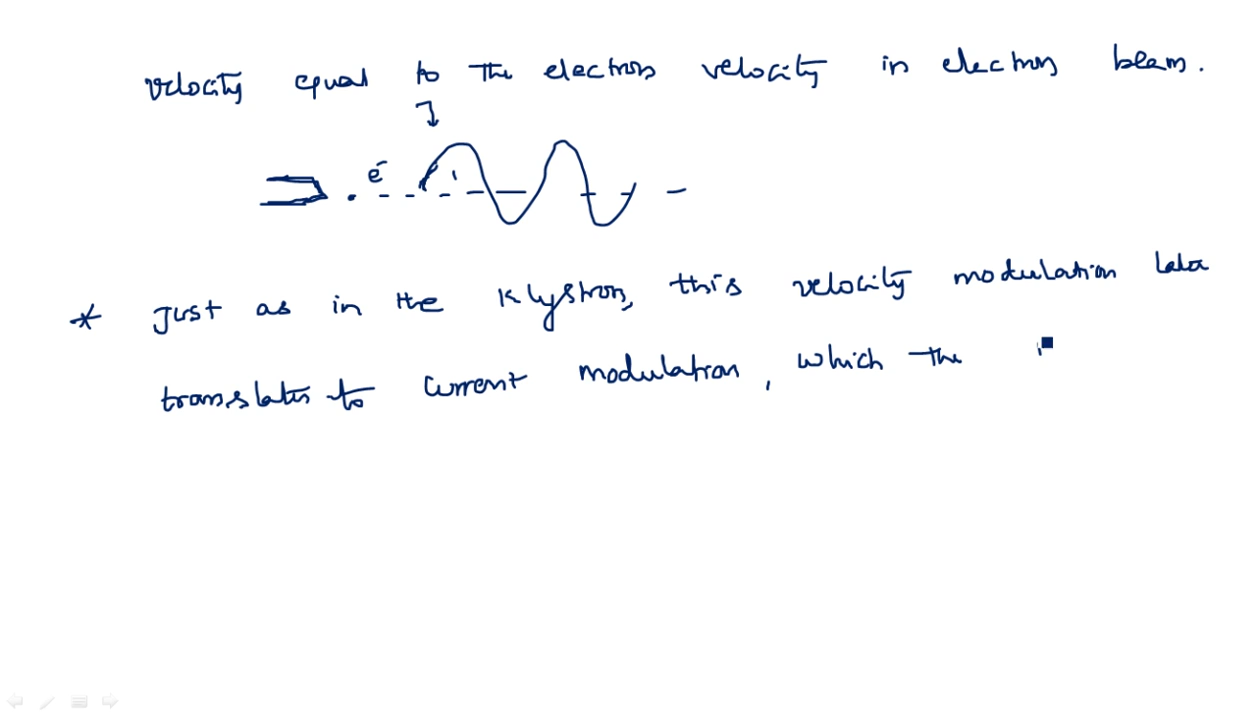 velocity equal to the electron velocity in electron beam.
e-
* Just as in the Klystron, this velocity modulation later
translates to current modulation, which the